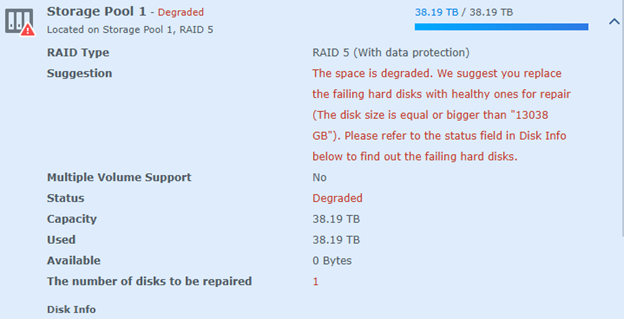 Storage Pool 1 - Degraded
38.19 TB / 38.19 TB
Located on Storage Pool 1, RAID 5
RAID Type
RAID 5 (With data protection)
Suggestion
The space is degraded. We suggest you replace
the failing hard disks with healthy ones for repair
(The disk size is equal or bigger than "13038
GB"). Please refer to the status field in Disk Info
below to find out the failing hard disks.
Multiple Volume Support
No
Status
Degraded
Capacity
38.19 TB
Used
38.19 TB
Available
0 Bytes
The number of disks to be repaired
1
Disk Info